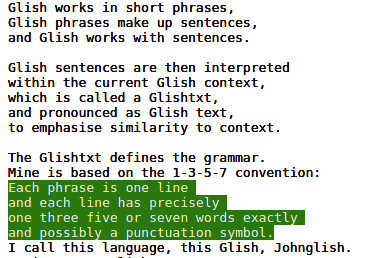 Glish works in short phrases,
Glish phrases make up sentences,
and Glish works with sentences.

Glish sentences are then interpreted
within the current Glish context,
which is called a Glishtxt,
and pronounced as Glish text,
to emphasise similarity to context.

The Glishtxt defines the grammar.
Mine is based on the 1-3-5-7 convention:
Each phrase is one line
and each line has precisely
one three five or seven words exactly
and possibly a punctuation symbol.
I call this language, this Glish, Johnglish.